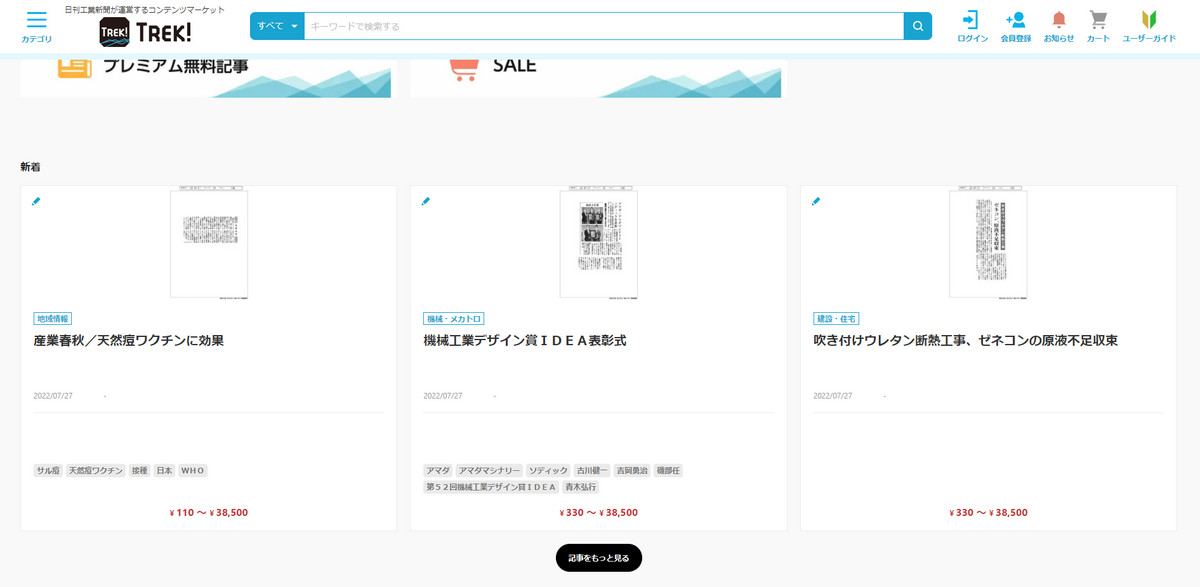 日刊工業新聞が運営するコンテンツマーケット
カテゴリ
TREK!
TREK!
すべて
キーワードで検索する
ログイン
会員登録
お知らせ
カート
ユーザーガイド
プレミアム無料記事
SALE
新着
地域情報
産業春秋／天然痘ワクチンに効果
2022/07/27 -
サル痘 天然痘ワクチン 接種 日本 ＷＨＯ
¥ 110 〜 ¥ 38,500
機械・メカトロ
機械工業デザイン賞ＩＤＥＡ表彰式
2022/07/27 -
アマダ アマダマシナリー ソディック 古川健一 吉岡勇治 磯部任
第５２回機械工業デザイン賞ＩＤＥＡ 青木弘行
¥ 330 〜 ¥ 38,500
建設・住宅
吹き付けウレタン断熱工事、ゼネコンの原液不足収束
2022/07/27 -
¥ 330 〜 ¥ 38,500
記事をもっと見る